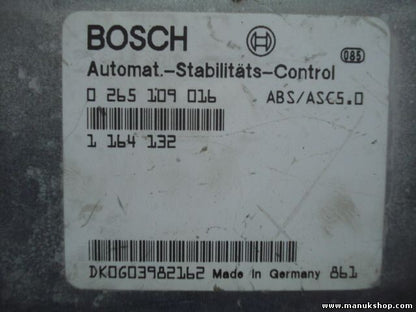 BOSCH
085
Automat.-Stabilitäts-Control
0 265 109 016 ABS/ASC5.0
1 164 132
DK0G03982162 Made in Germany 861
www.manukshop.com